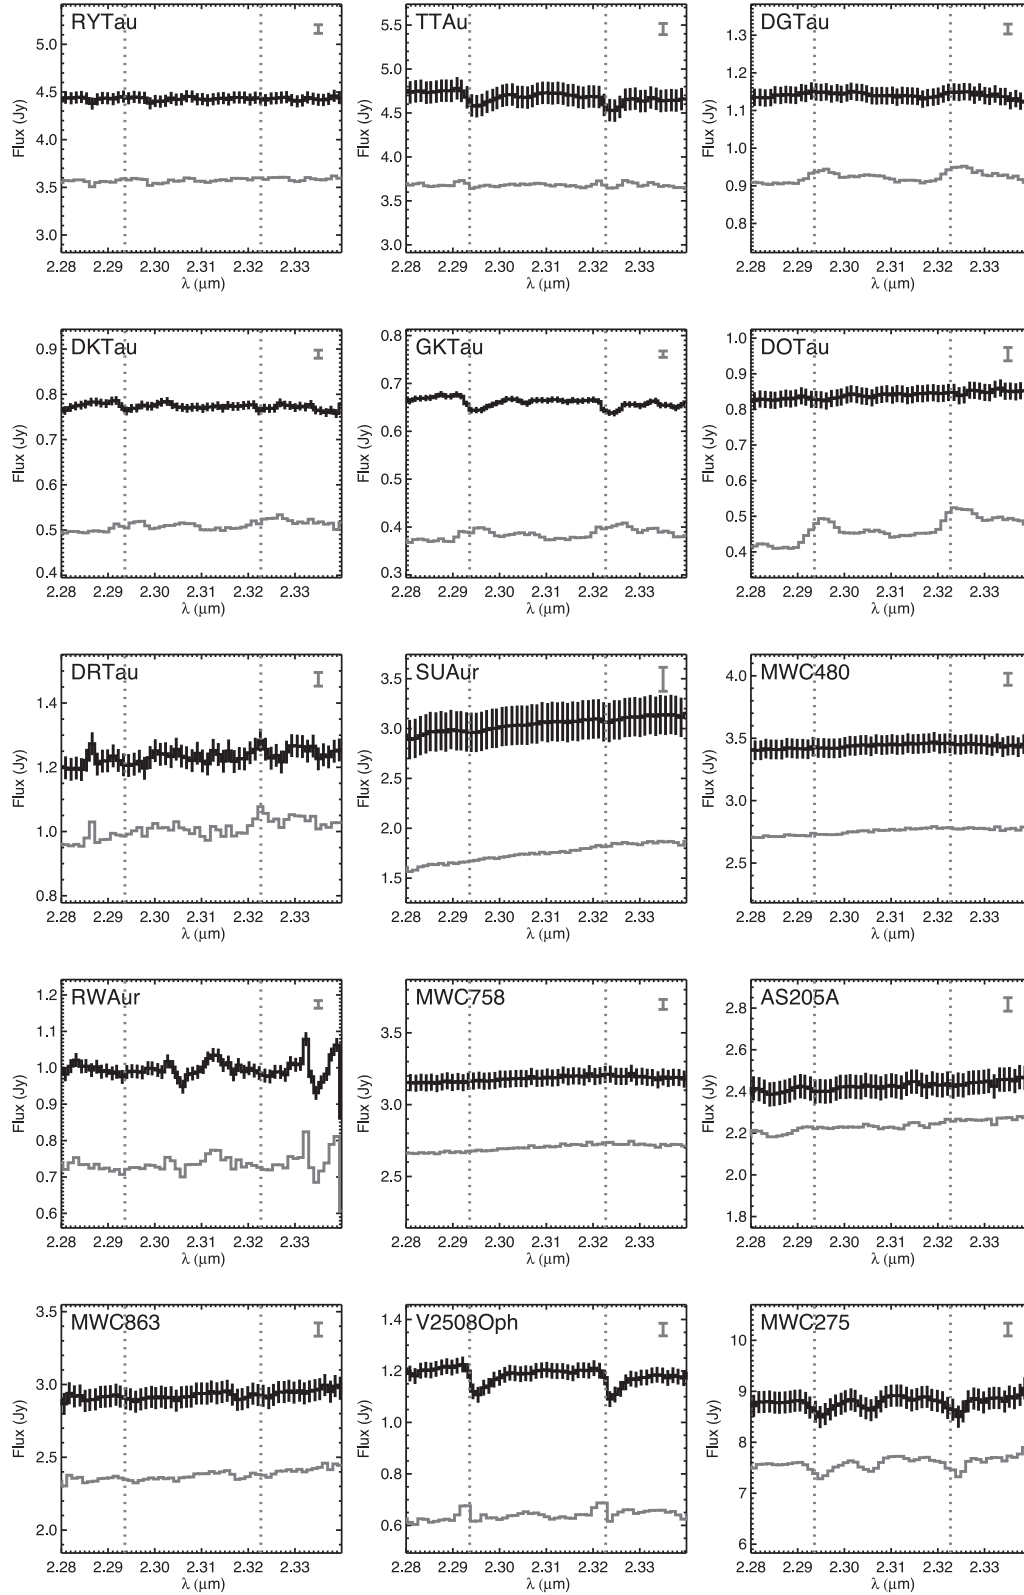 RYTau
TTAu
DGTau
Flux (Jy)
5.0
4.5
4.0
3.5
3.0
Flux (Jy)
5.5
5.0
4.5
4.0
3.5
3.0
Flux (Jy)
1.3
1.2
1.1
1.0
0.9
0.8
2.28 2.29 2.30 2.31 2.32 2.33
λ (μm)
2.28 2.29 2.30 2.31 2.32 2.33
λ (μm)
2.28 2.29 2.30 2.31 2.32 2.33
λ (μm)
DKTau
GKTau
DOTau
Flux (Jy)
0.9
0.8
0.7
0.6
0.5
0.4
Flux (Jy)
0.8
0.7
0.6
0.5
0.4
0.3
Flux (Jy)
1.0
0.9
0.8
0.7
0.6
0.5
0.4
2.28 2.29 2.30 2.31 2.32 2.33
λ (μm)
2.28 2.29 2.30 2.31 2.32 2.33
λ (μm)
2.28 2.29 2.30 2.31 2.32 2.33
λ (μm)
DRTau
SUAur
MWC480
Flux (Jy)
1.4
1.2
1.0
0.8
Flux (Jy)
3.5
3.0
2.5
2.0
1.5
Flux (Jy)
4.0
3.5
3.0
2.5
2.28 2.29 2.30 2.31 2.32 2.33
λ (μm)
2.28 2.29 2.30 2.31 2.32 2.33
λ (μm)
2.28 2.29 2.30 2.31 2.32 2.33
λ (μm)
RWAur
MWC758
AS205A
Flux (Jy)
1.2
1.1
1.0
0.9
0.8
0.7
0.6
Flux (Jy)
3.5
3.0
2.5
Flux (Jy)
2.8
2.6
2.4
2.2
2.0
1.8
2.28 2.29 2.30 2.31 2.32 2.33
λ (μm)
2.28 2.29 2.30 2.31 2.32 2.33
λ (μm)
2.28 2.29 2.30 2.31 2.32 2.33
λ (μm)
MWC863
V2508Oph
MWC275
Flux (Jy)
3.5
3.0
2.5
2.0
Flux (Jy)
1.4
1.2
1.0
0.8
0.6
Flux (Jy)
10
9
8
7
6
2.28 2.29 2.30 2.31 2.32 2.33
λ (μm)
2.28 2.29 2.30 2.31 2.32 2.33
λ (μm)
2.28 2.29 2.30 2.31 2.32 2.33
λ (μm)